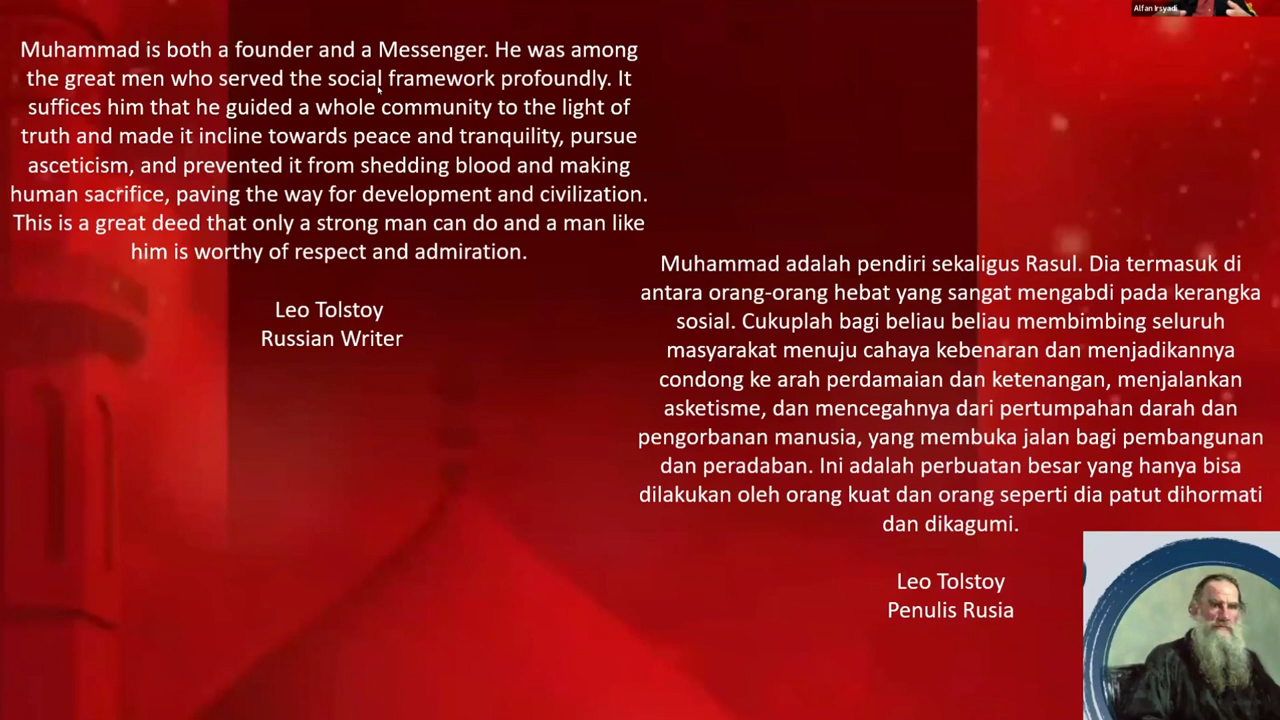 Alfan Irsyadi
Muhammad is both a founder and a Messenger. He was among
the great men who served the social framework profoundly. It
suffices him that he guided a whole community to the light of
truth and made it incline towards peace and tranquility, pursue
asceticism, and prevented it from shedding blood and making
human sacrifice, paving the way for development and civilization.
This is a great deed that only a strong man can do and a man like
him is worthy of respect and admiration.
Leo Tolstoy
Russian Writer
Muhammad adalah pendiri sekaligus Rasul. Dia termasuk di
antara orang-orang hebat yang sangat mengabdi pada kerangka
sosial. Cukuplah bagi beliau beliau membimbing seluruh
masyarakat menuju cahaya kebenaran dan menjadikannya
condong ke arah perdamaian dan ketenangan, menjalankan
asketisme, dan mencegahnya dari pertumpahan darah dan
pengorbanan manusia, yang membuka jalan bagi pembangunan
dan peradaban. Ini adalah perbuatan besar yang hanya bisa
dilakukan oleh orang kuat dan orang seperti dia patut dihormati
dan dikagumi.
Leo Tolstoy
Penulis Rusia